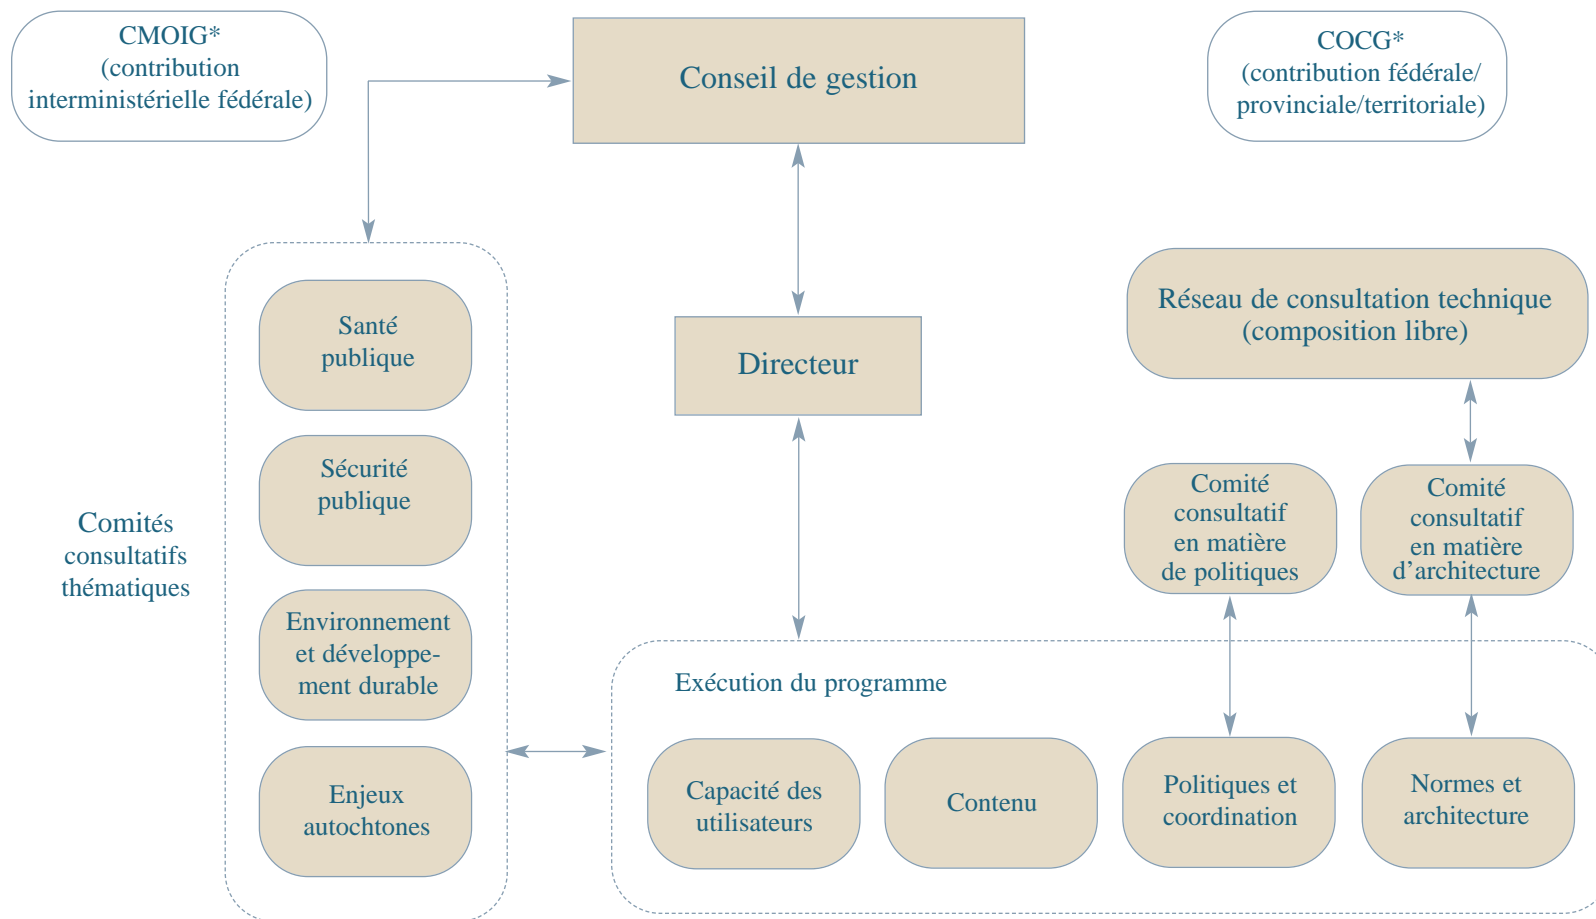 CMOIG*
(contribution
interministérielle fédérale)
Conseil de gestion
COCG*
(contribution fédérale/
provinciale/territoriale)
Santé
publique
Sécurité
publique
Environnement
et développe-
ment durable
Enjeux
autochtones
Comités
consultatifs
thématiques
Directeur
Réseau de consultation technique
(composition libre)
Comité
consultatif
en matière
de politiques
Comité
consultatif
en matière
d’architecture
Exécution du programme
Capacité des
utilisateurs
Contenu
Politiques et
coordination
Normes et
architecture